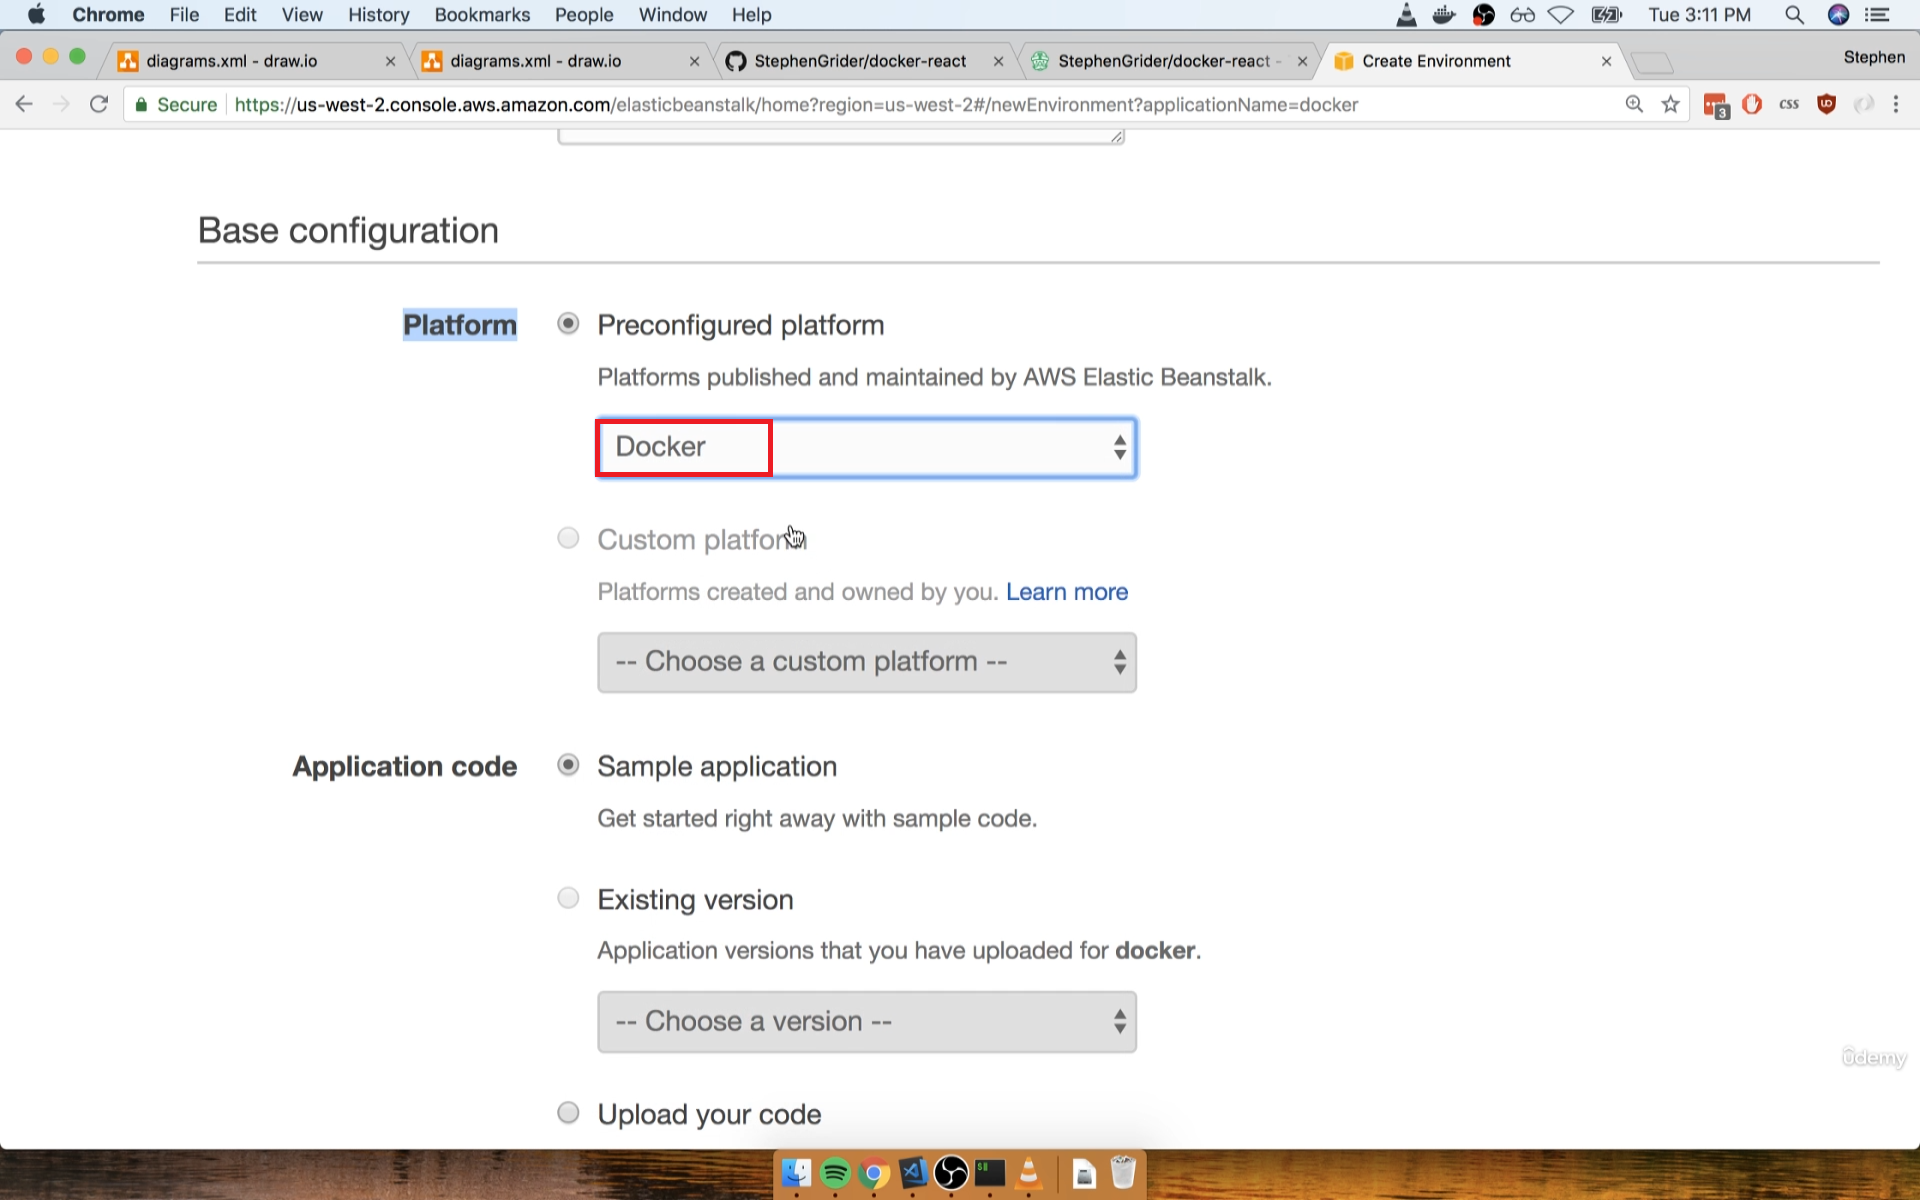 Chrome File Edit View History Bookmarks People Window Help Tue 3:11 PM
diagrams.xml - draw.io diagrams.xml - draw.io StephenGrider/docker-react StephenGrider/docker-react - Create Environment Stephen
Secure https://us-west-2.console.aws.amazon.com/elasticbeanstalk/home?region=us-west-2#/newEnvironment?applicationName=docker 3 css
Base configuration
Platform Preconfigured platform
Platforms published and maintained by AWS Elastic Beanstalk.
Docker
Custom platform
Platforms created and owned by you. Learn more
-- Choose a custom platform --
Application code Sample application
Get started right away with sample code.
Existing version
Application versions that you have uploaded for docker.
-- Choose a version --
ûdemy
Upload your code